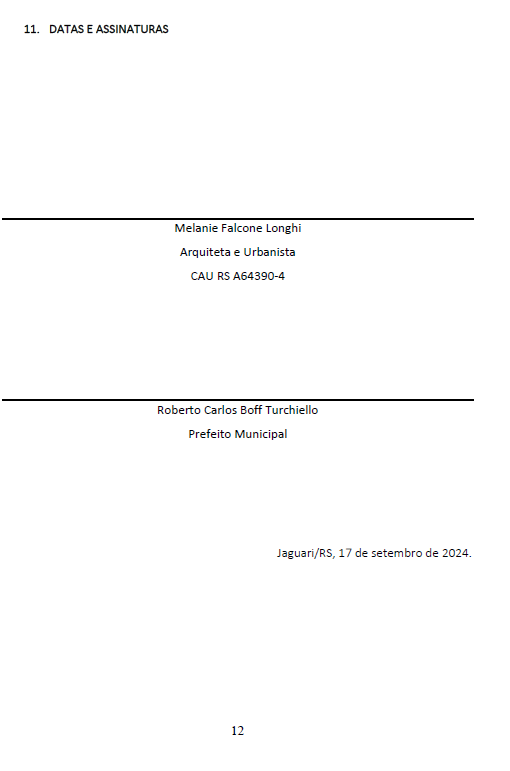 11. DATAS E ASSINATURAS
Melanie Falcone Longhi
Arquiteta e Urbanista
CAU RS A64390-4
Roberto Carlos Boff Turchiello
Prefeito Municipal
Jaguari/RS, 17 de setembro de 2024.
12